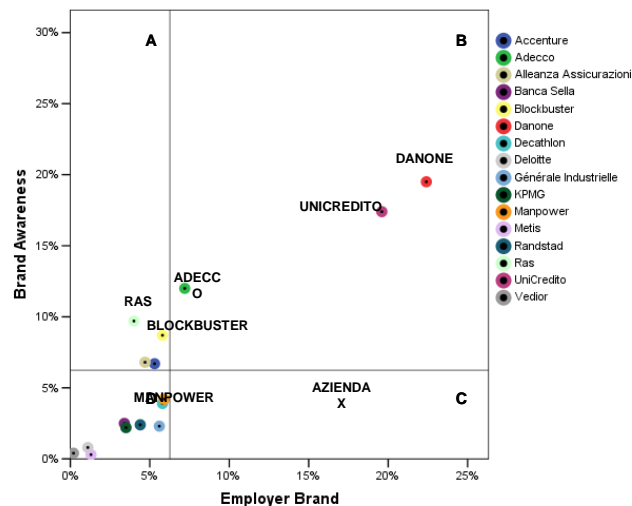 30%
25%
20%
15%
10%
5%
0%
Brand Awareness
A
B
DANONE
UNICREDITO
ADECC
O
RAS
BLOCKBUSTER
MANPOWER
D
AZIENDA
X
C
0%
5%
10%
15%
20%
25%
Employer Brand
Accenture
Adecco
Alleanza Assicurazioni
Banca Sella
Blockbuster
Danone
Decathlon
Deloitte
Générale Industrielle
KPMG
Manpower
Metis
Randstad
Ras
UniCredito
Vedior